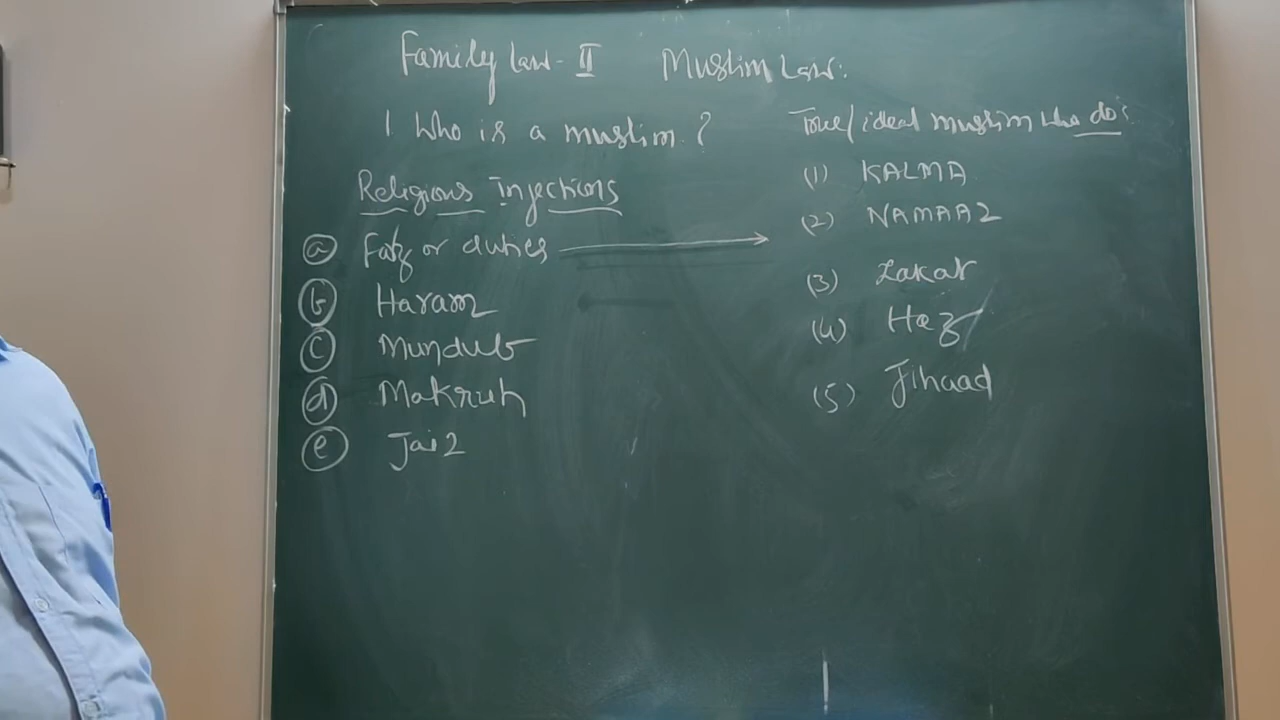 Family Law - II Muslim Law:
1 Who is a muslim?
Religious Injections
(a) Farz or duties
(b) Haram
(c) Mundub
(d) Makruh
(e) Jaiz
True/ideal muslim who do:
(1) KALMA
(2) NAMAAZ
(3) Zakat
(4) Haz
(5) Jihaad